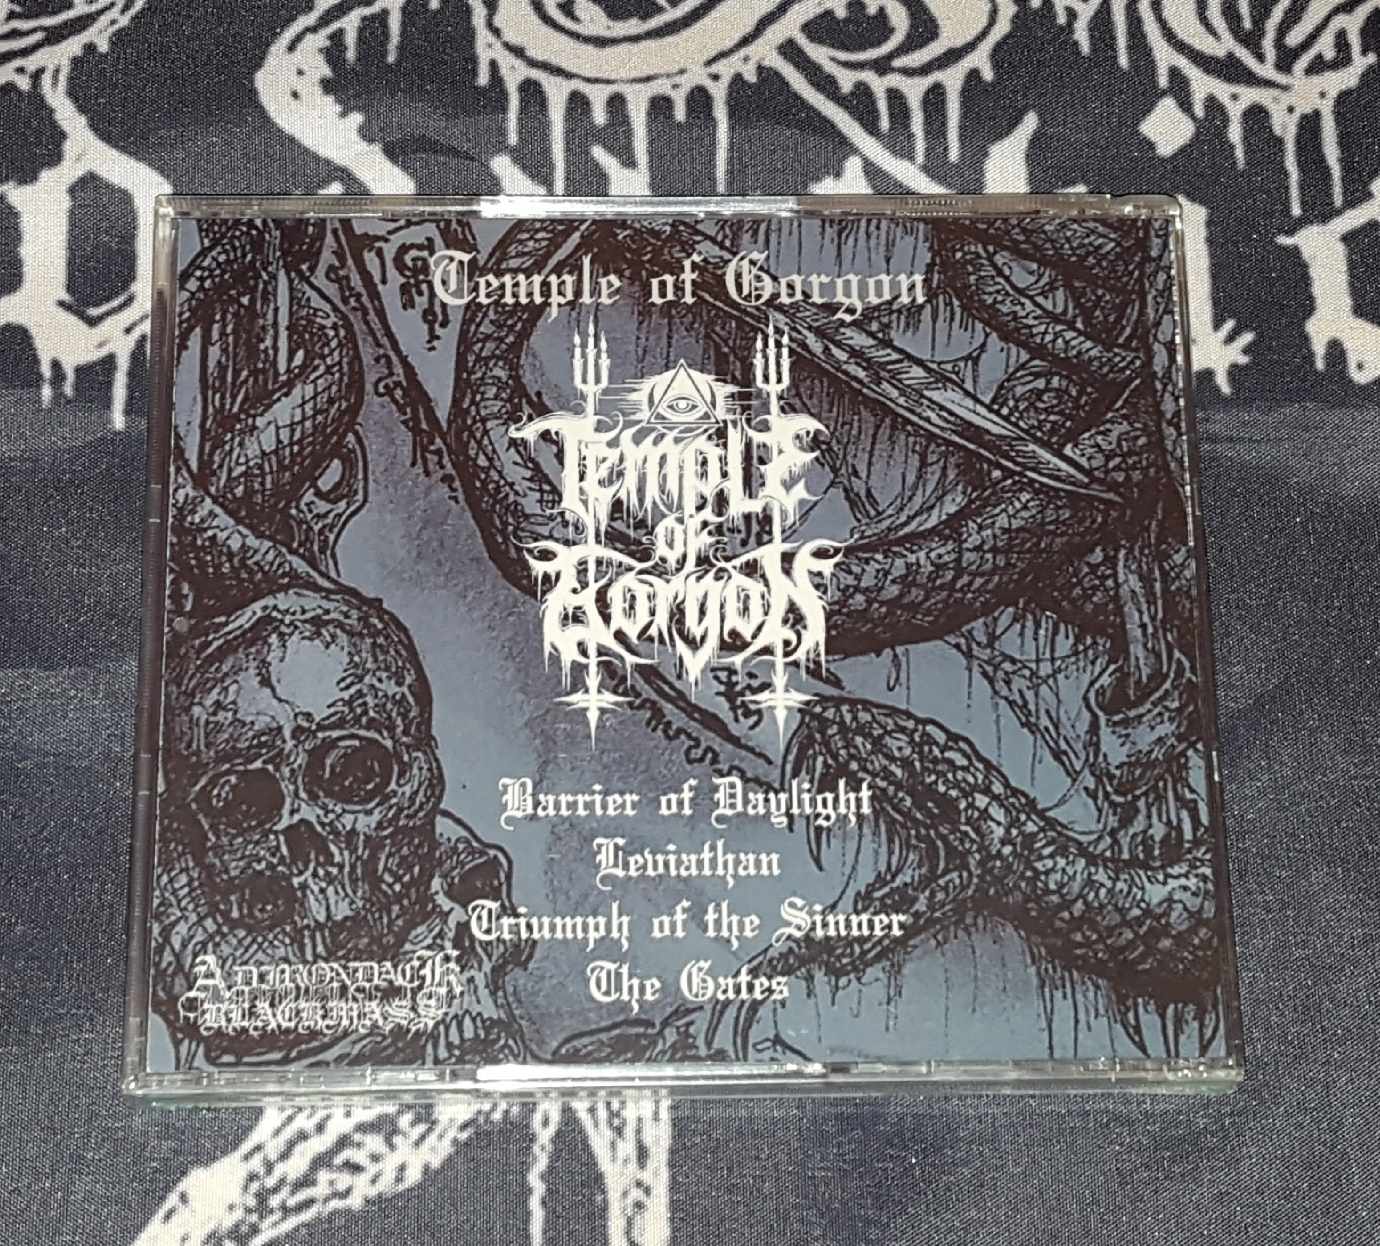 Temple of Gorgon
Temple
of
Gorgon
Barrier of Daylight
Leviathan
Triumph of the Sinner
The Gates
Adirondack
Blackmass